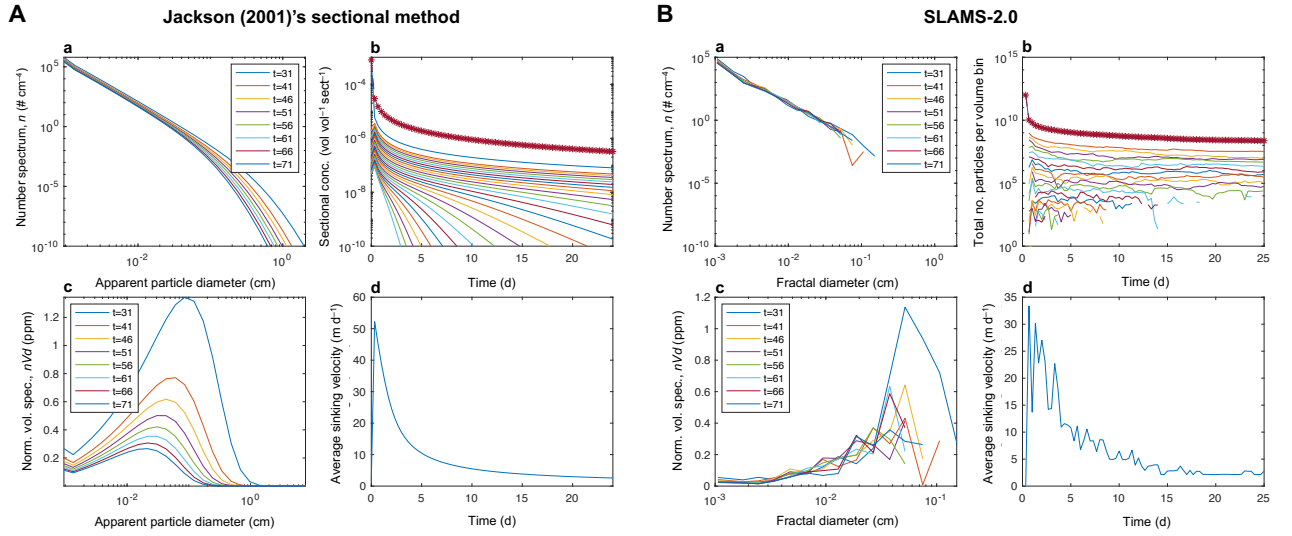 A
Jackson (2001)'s sectional method
a
Number spectrum, n (# cm⁻⁴)
10⁵
10⁰
10⁻⁵
10⁻¹⁰
t=31
t=41
t=46
t=51
t=56
t=61
t=66
t=71
10⁻²
10⁰
Apparent particle diameter (cm)
b
Sectional conc. (vol vol⁻¹ sect⁻¹)
10⁻⁴
10⁻⁶
10⁻⁸
10⁻¹⁰
0 5 10 15 20
Time (d)
c
Norm. vol. spec., nVd (ppm)
1.2
1
0.8
0.6
0.4
0.2
t=31
t=41
t=46
t=51
t=56
t=61
t=66
t=71
10⁻²
10⁰
Apparent particle diameter (cm)
d
Average sinking velocity (m d⁻¹)
60
50
40
30
20
10
0
0 5 10 15 20
Time (d)
B
SLAMS-2.0
a
Number spectrum, n (# cm⁻⁴)
10⁵
10⁰
10⁻⁵
10⁻¹⁰
t=31
t=41
t=46
t=51
t=56
t=61
t=66
t=71
10⁻³ 10⁻² 10⁻¹ 10⁰
Fractal diameter (cm)
b
Total no. particles per volume bin
10¹⁵
10¹⁰
10⁵
10⁰
0 5 10 15 20 25
Time (d)
c
Norm. vol. spec., nVd (ppm)
1.2
1
0.8
0.6
0.4
0.2
0
t=31
t=41
t=46
t=51
t=56
t=61
t=66
t=71
10⁻³ 10⁻² 10⁻¹
Fractal diameter (cm)
d
Average sinking velocity (m d⁻¹)
35
30
25
20
15
10
5
0
0 5 10 15 20 25
Time (d)